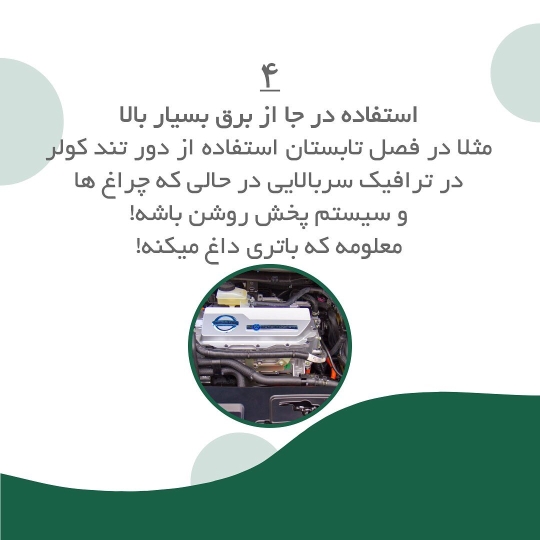 ۴
استفاده در جا از برق بسیار بالا
مثلا در فصل تابستان استفاده از دور تند کولر
در ترافیک سربالایی در حالی که چراغ ها
و سیستم پخش روشن باشه!
معلومه که باتری داغ میکنه!